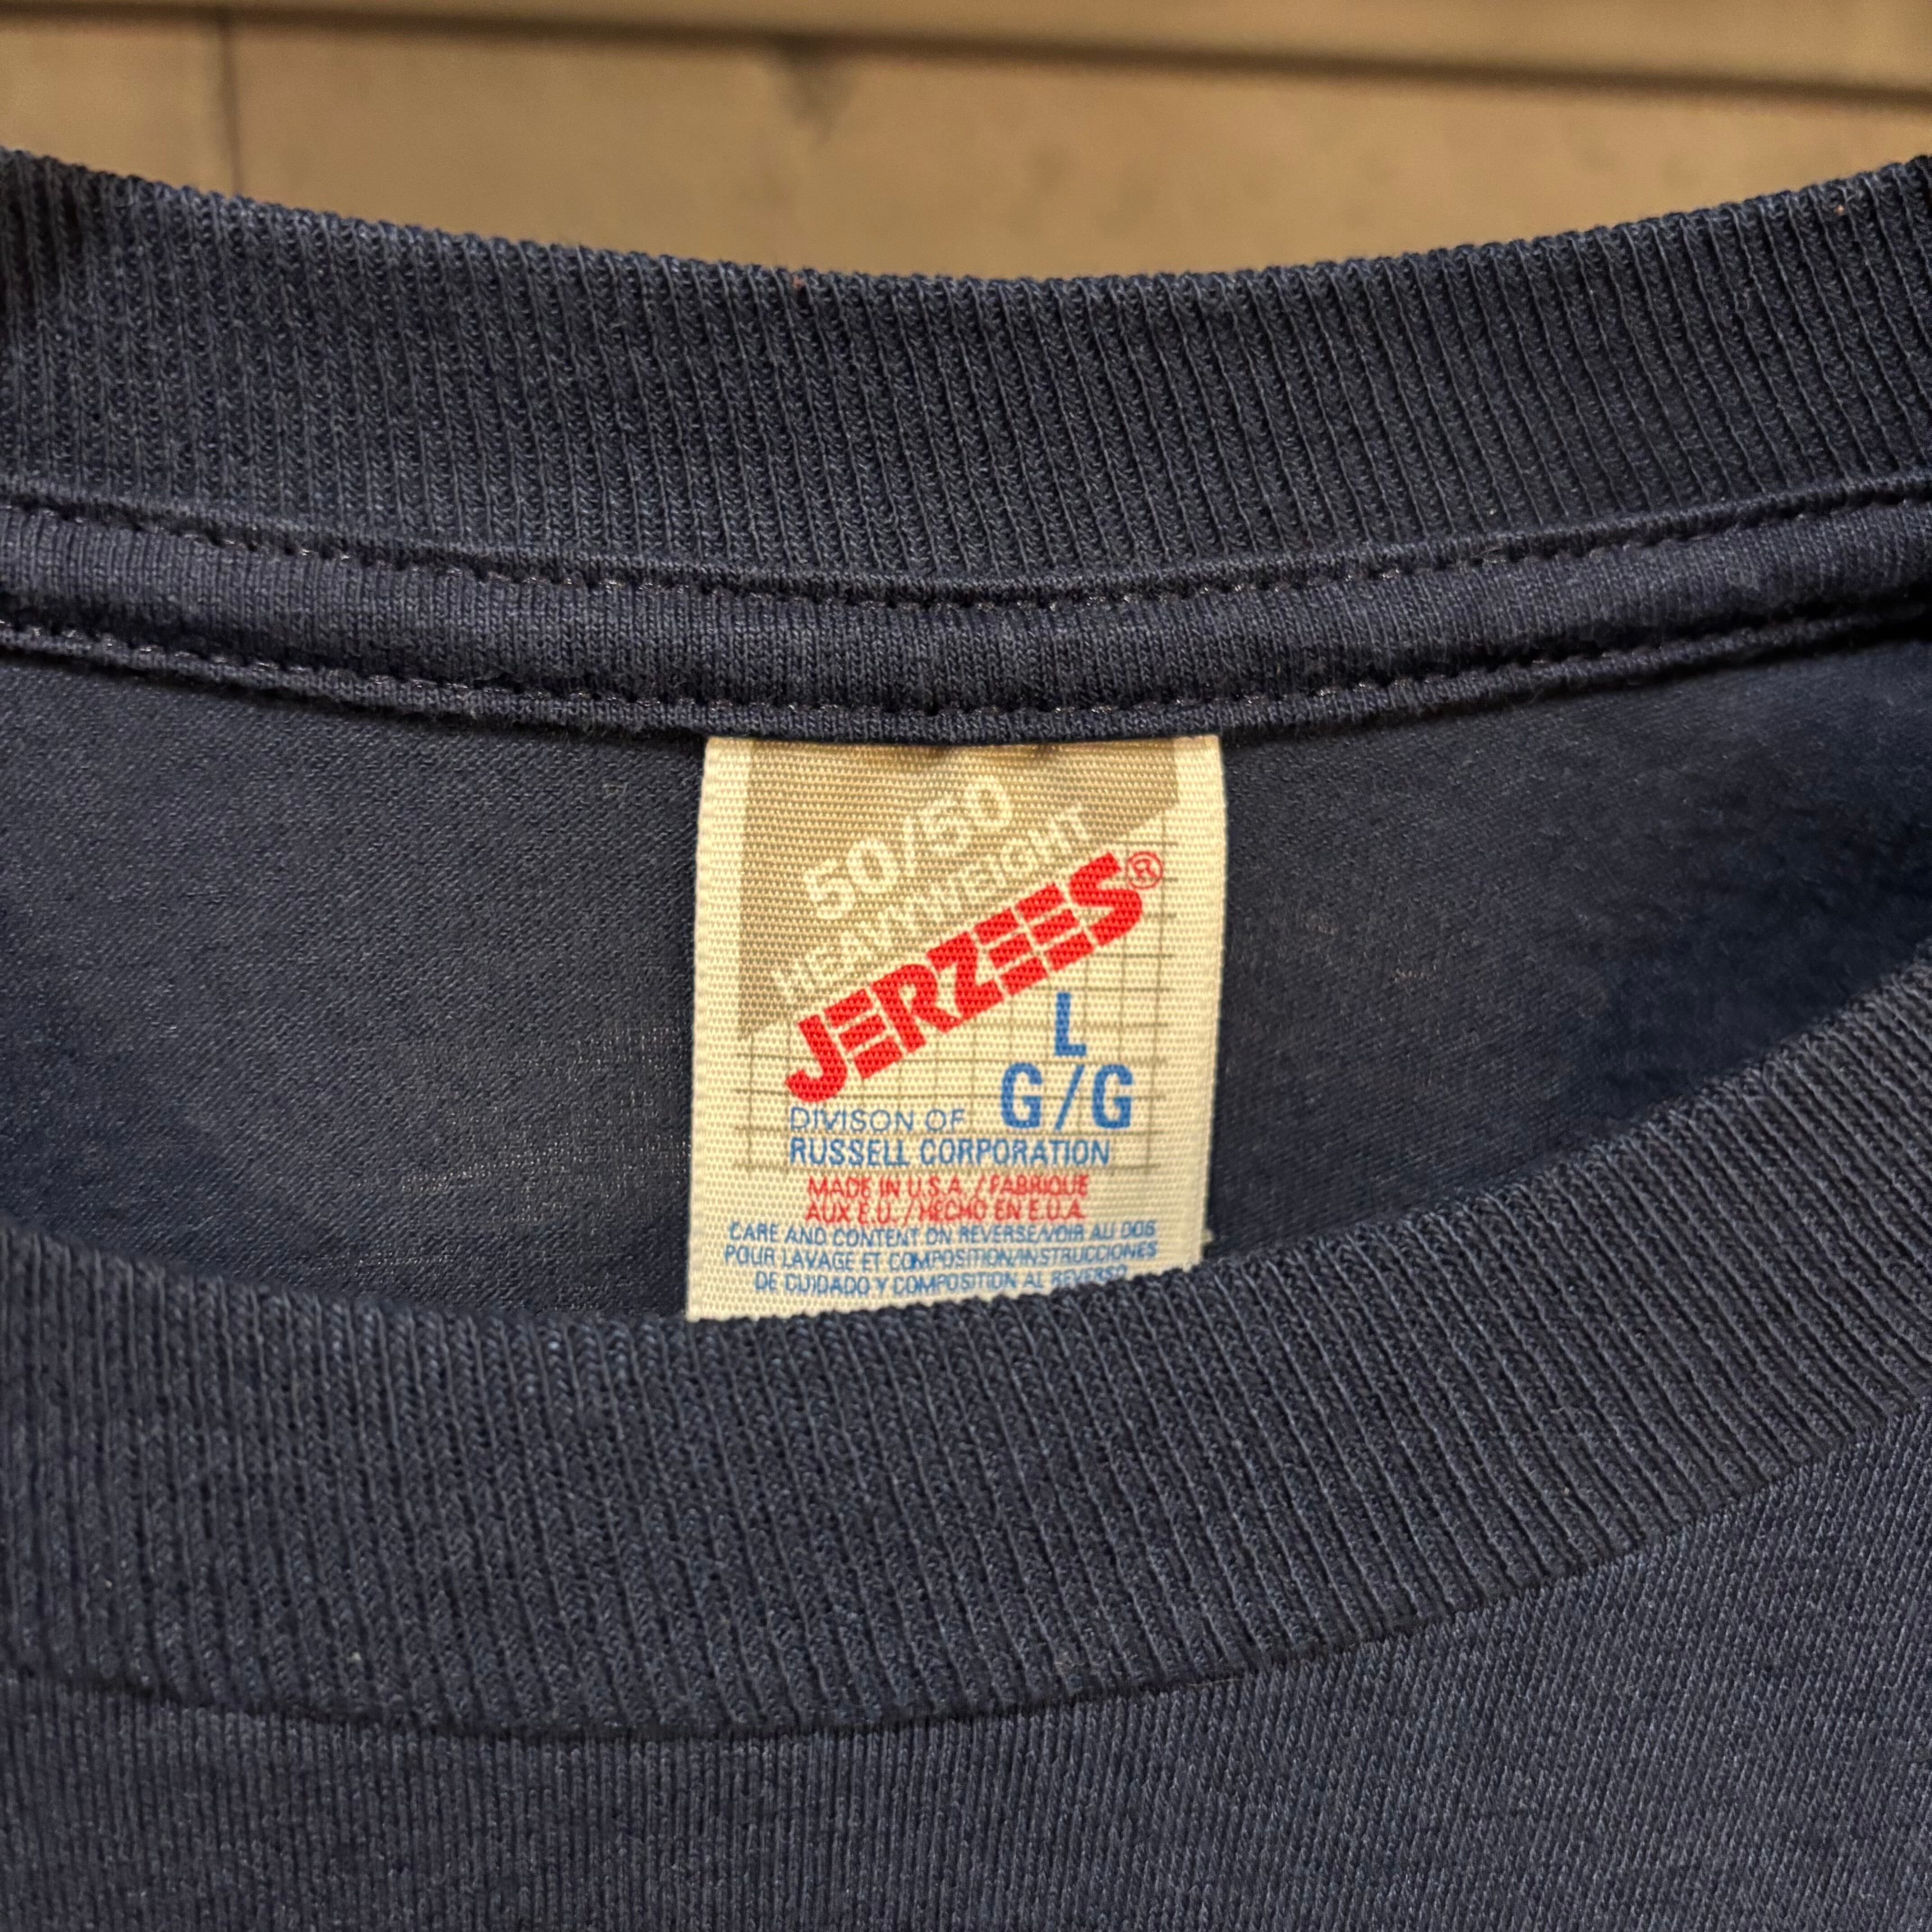 50/50
HEAVYWEIGHT
JERZEES®
L
G/G
DIVISON OF
RUSSELL CORPORATION
MADE IN U.S.A. / FABRIQUE
AUX E.U. / HECHO EN E.U.A.
CARE AND CONTENT ON REVERSE/VOIR AU DOS
POUR LAVAGE ET COMPOSITION/INSTRUCCIONES
DE CUIDADO Y COMPOSITION AL REVERSO